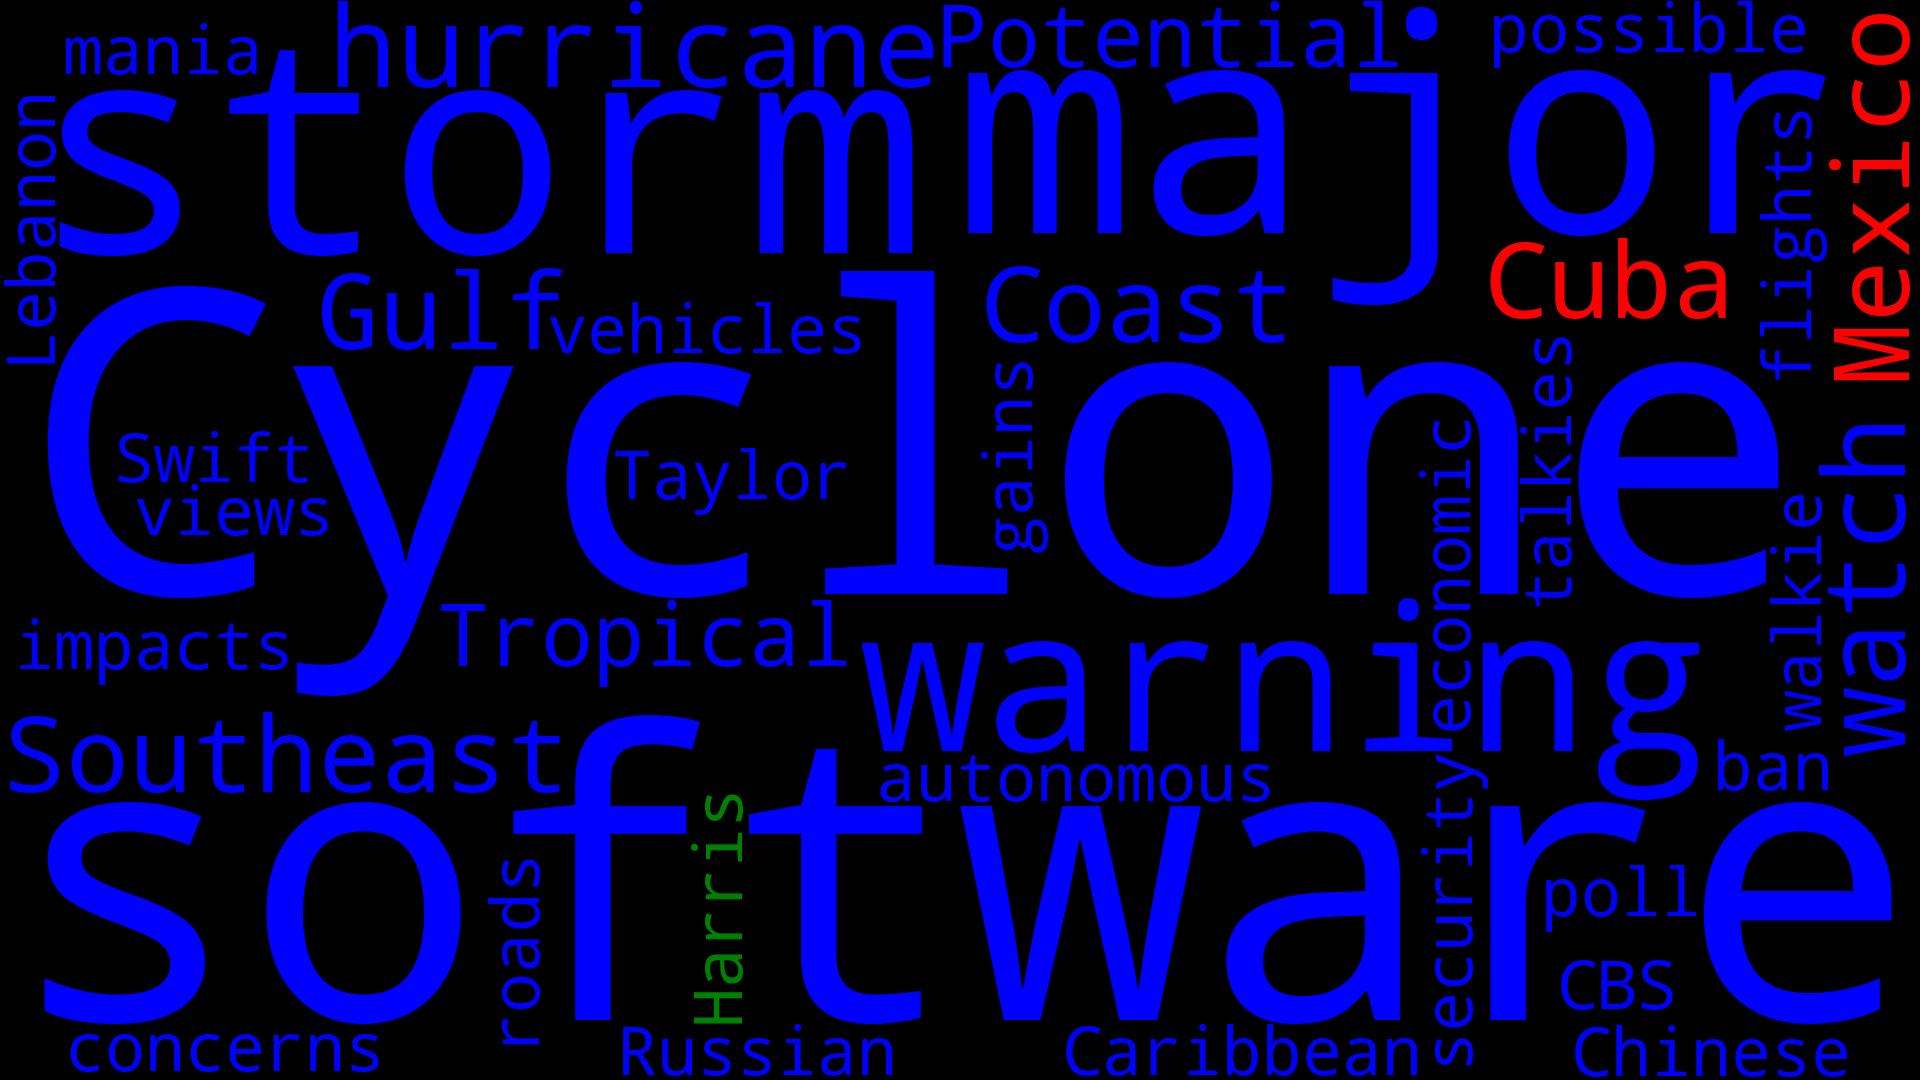 mania
hurricane
Potential
possible
Mexico
storm
major
Lebanon
flights
Cuba
Gulf
vehicles
Coast
Cyclone
gains
talkies
economic
Swift
views
Taylor
walkie
watch
impacts
Tropical
warning
Southeast
autonomous
ban
software
Harris
roads
security
poll
CBS
concerns
Russian
Caribbean
Chinese